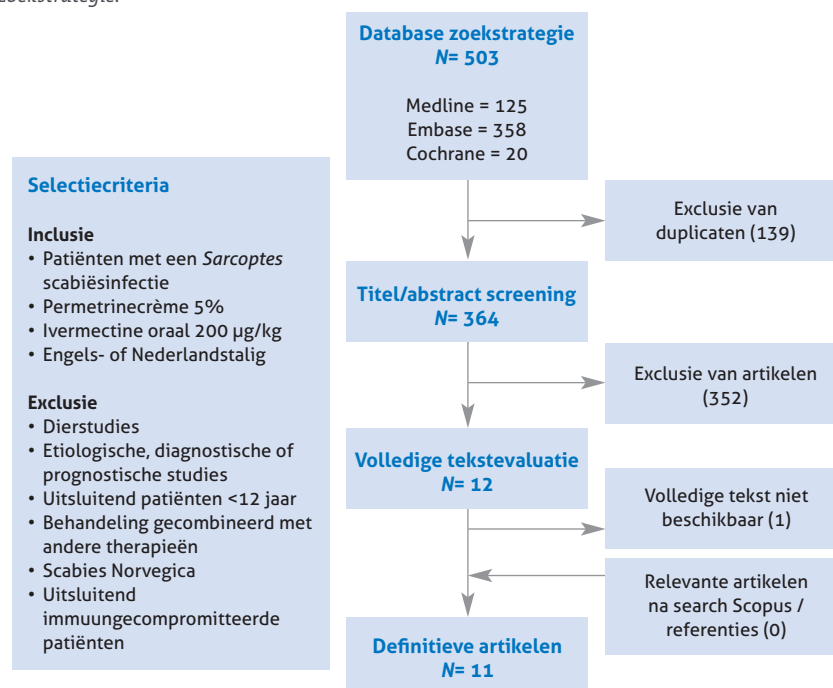 zoekstrategie.
Database zoekstrategie
N= 503
Medline = 125
Embase = 358
Cochrane = 20
Selectiecriteria
Inclusie
• Patiënten met een Sarcoptes
scabiësinfectie
• Permetrinecrème 5%
• Ivermectine oraal 200 µg/kg
• Engels- of Nederlandstalig
Exclusie
• Dierstudies
• Etiologische, diagnostische of
prognostische studies
• Uitsluitend patiënten <12 jaar
• Behandeling gecombineerd met
andere therapieën
• Scabies Norvegica
• Uitsluitend
immuungecompromitteerde
patiënten
Exclusie van
duplicaten (139)
Titel/abstract screening
N= 364
Exclusie van artikelen
(352)
Volledige tekstevaluatie
N= 12
Volledige tekst niet
beschikbaar (1)
Relevante artikelen
na search Scopus /
referenties (0)
Definitieve artikelen
N= 11